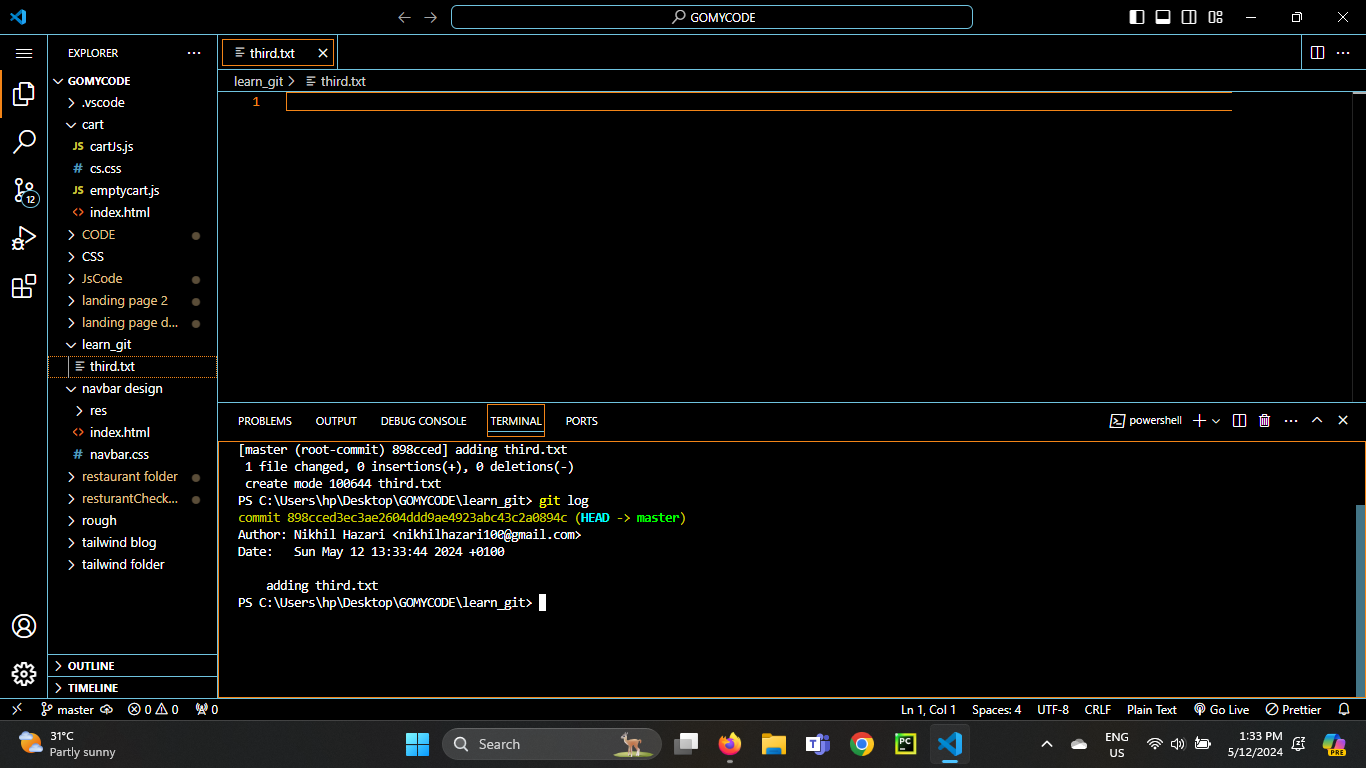 GOMYCODE
EXPLORER
GOMYCODE
.vscode
cart
JS cartJs.js
# cs.css
JS emptycart.js
<> index.html
CODE
CSS
JsCode
landing page 2
landing page d...
learn_git
third.txt
navbar design
res
<> index.html
# navbar.css
restaurant folder
resturantCheck...
rough
tailwind blog
tailwind folder
OUTLINE
TIMELINE
12
third.txt
learn_git > third.txt
1
PROBLEMS OUTPUT DEBUG CONSOLE TERMINAL PORTS
powershell
[master (root-commit) 898cced] adding third.txt
1 file changed, 0 insertions(+), 0 deletions(-)
create mode 100644 third.txt
PS C:\Users\hp\Desktop\GOMYCODE\learn_git> git log
commit 898cced3ec3ae2604ddd9ae4923abc43c2a0894c (HEAD -> master)
Author: Nikhil Hazari <nikhilhazari100@gmail.com>
Date:   Sun May 12 13:33:44 2024 +0100
adding third.txt
PS C:\Users\hp\Desktop\GOMYCODE\learn_git>
master 0 0 0 Ln 1, Col 1 Spaces: 4 UTF-8 CRLF Plain Text Go Live Prettier
31°C
Partly sunny
Search
PC
PRE
ENG
US
1:33 PM
5/12/2024